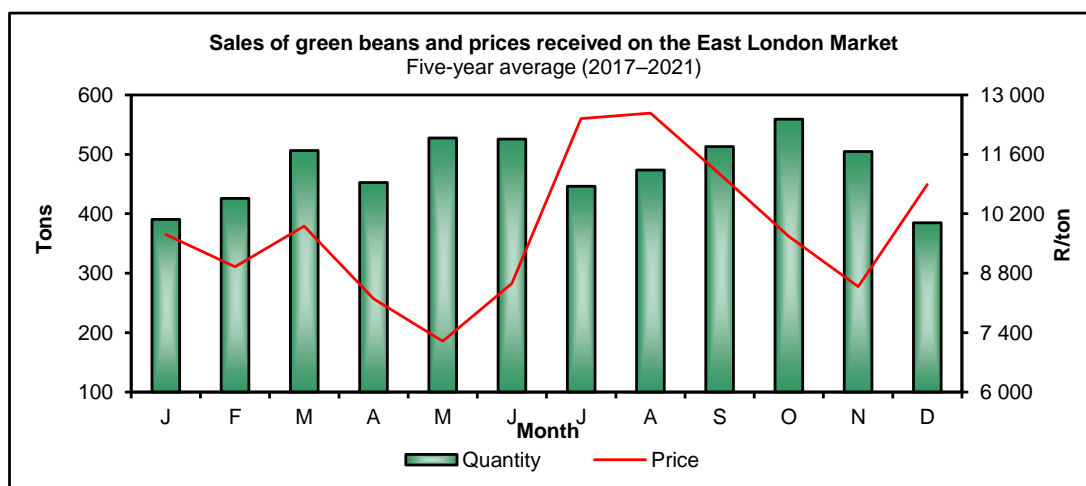 Sales of green beans and prices received on the East London Market
Five-year average (2017–2021)
600
500
400
300
200
100
Tons
13 000
11 600
10 200
8 800
7 400
6 000
R/ton
J F M A M J J A S O N D
Month
Quantity Price